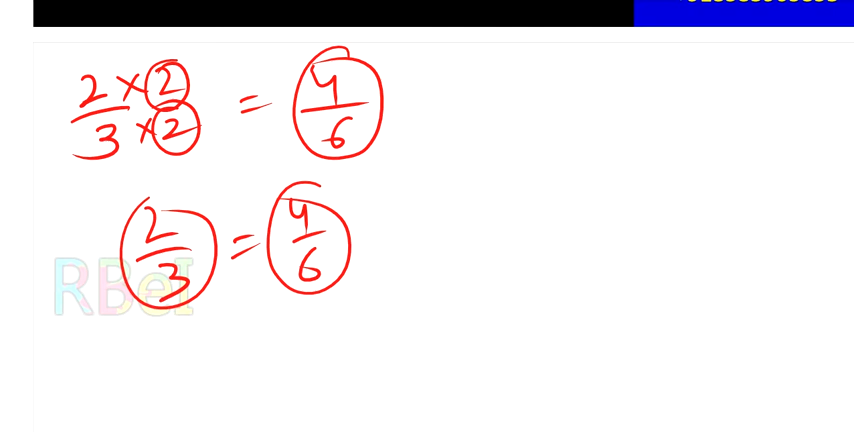 2 × 2 / 3 × 2 = 4 / 6
2 / 3 = 4 / 6
RBeI